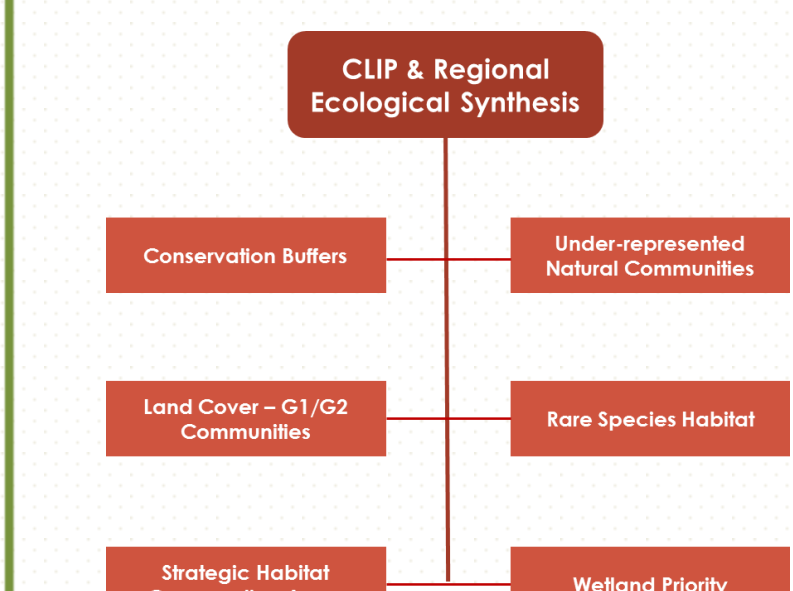 CLIP & Regional
Ecological Synthesis
Conservation Buffers
Under-represented
Natural Communities
Land Cover – G1/G2
Communities
Rare Species Habitat
Strategic Habitat
Wetland Priority